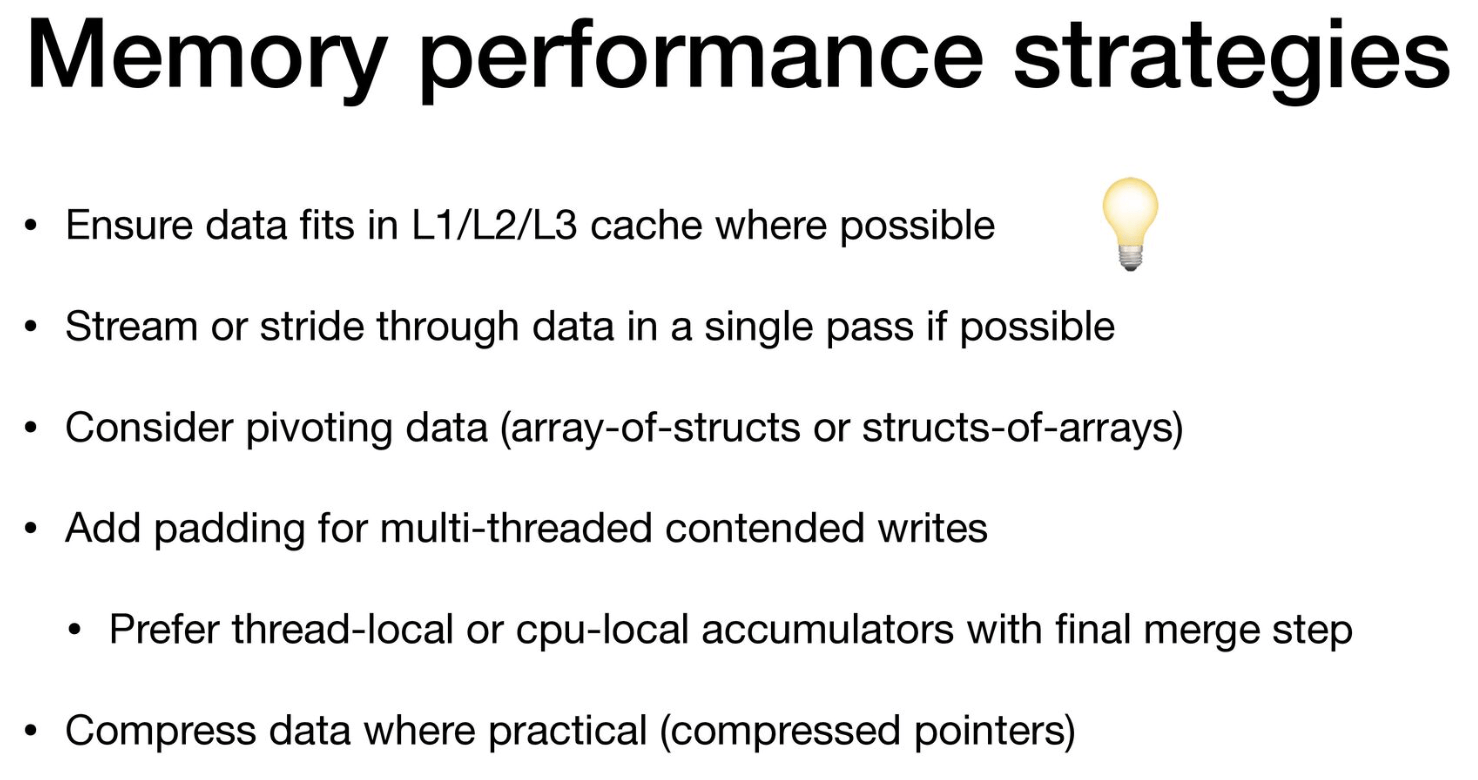 Memory performance strategies
• Ensure data fits in L1/L2/L3 cache where possible
• Stream or stride through data in a single pass if possible
• Consider pivoting data (array-of-structs or structs-of-arrays)
• Add padding for multi-threaded contended writes
• Prefer thread-local or cpu-local accumulators with final merge step
• Compress data where practical (compressed pointers)